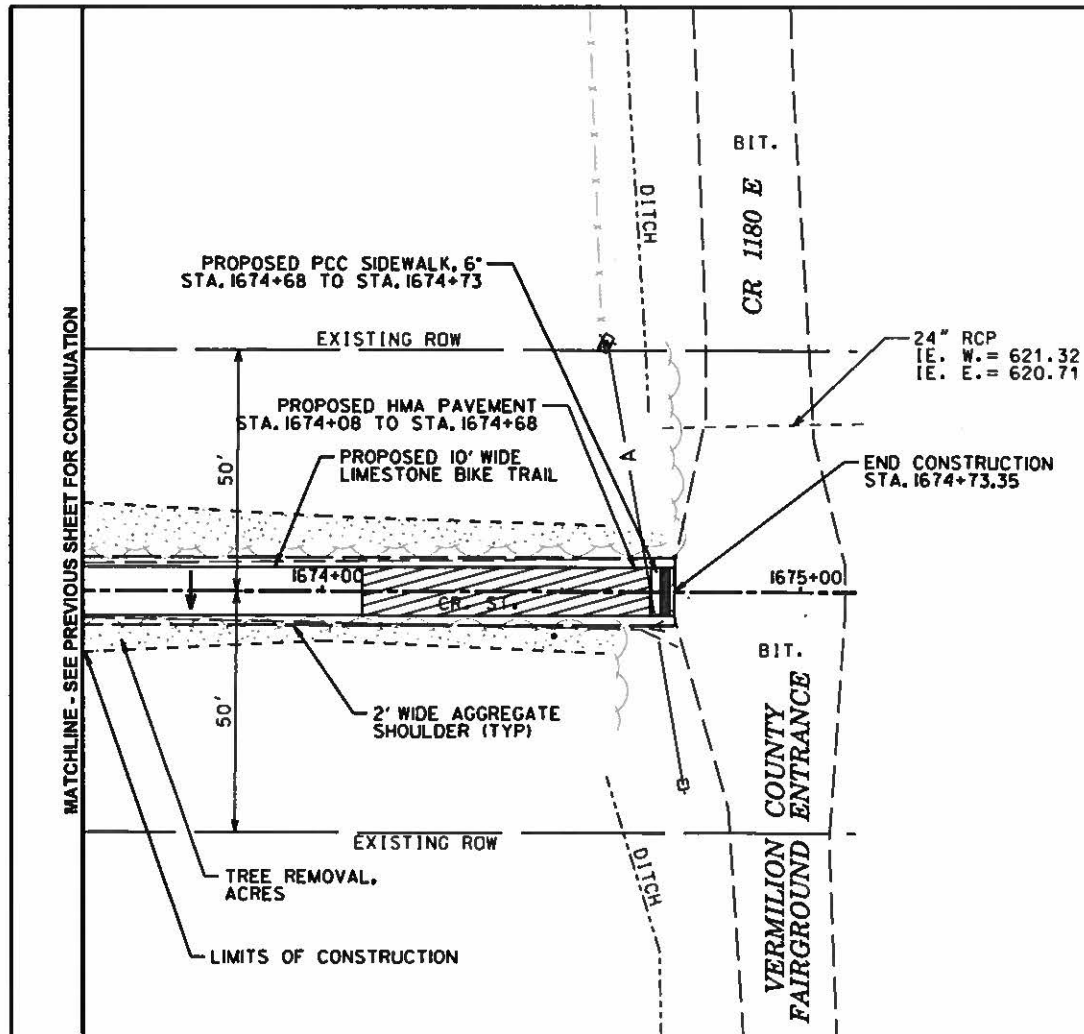 BIT.
CR 1180 E
DITCH
PROPOSED PCC SIDEWALK, 6"
STA. 1674+68 TO STA. 1674+73
EXISTING ROW
24" RCP
IE. W.= 621.32
IE. E.= 620.71
PROPOSED HMA PAVEMENT
STA. 1674+08 TO STA. 1674+68
PROPOSED 10' WIDE
LIMESTONE BIKE TRAIL
A
END CONSTRUCTION
STA. 1674+73.35
MATCHLINE - SEE PREVIOUS SHEET FOR CONTINUATION
50'
1674+00
1675+00
CR. ST.
BIT.
50'
2' WIDE AGGREGATE
SHOULDER (TYP)
VERMILION COUNTY
FAIRGROUND ENTRANCE
EXISTING ROW
DITCH
TREE REMOVAL,
ACRES
LIMITS OF CONSTRUCTION